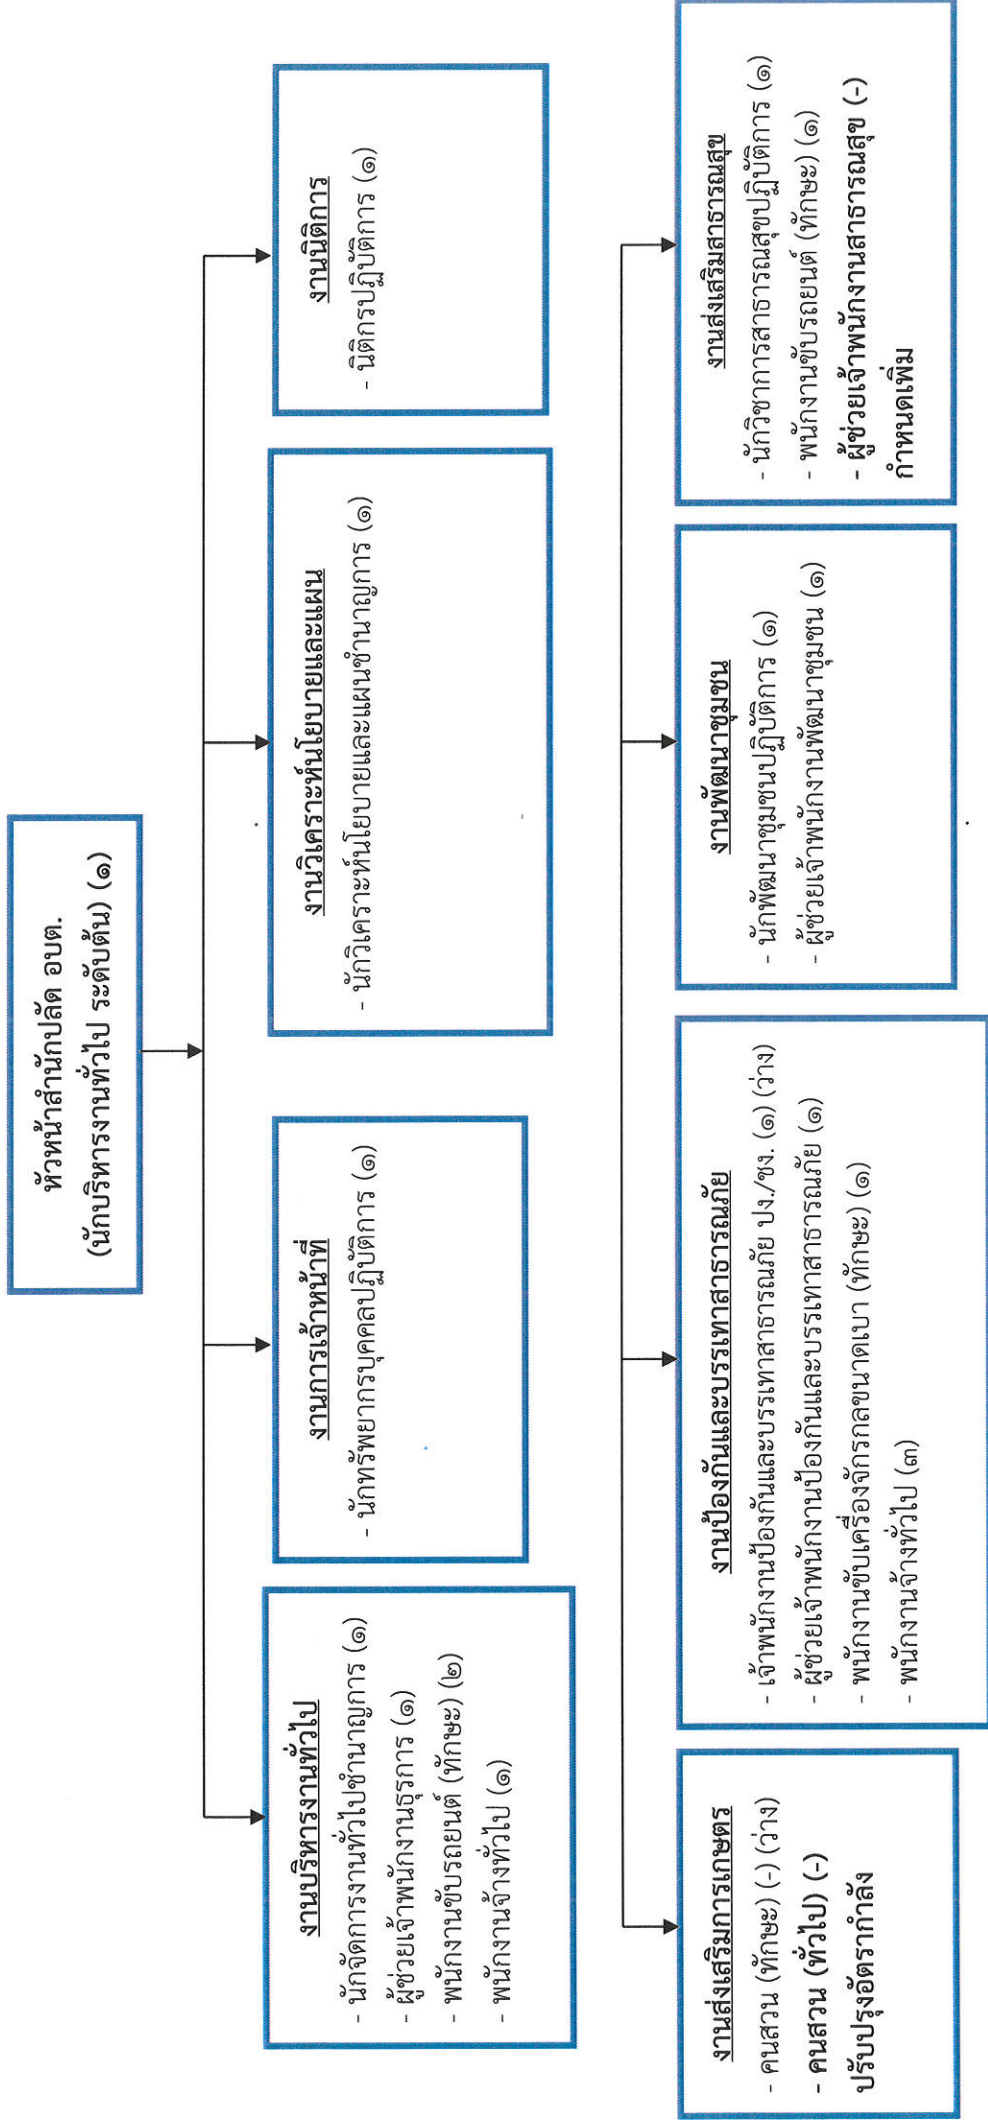 หัวหน้าสำนักปลัด อบต.
(นักบริหารงานทั่วไป ระดับต้น) (๑)
งานบริหารงานทั่วไป
- นักจัดการงานทั่วไปชำนาญการ (๑)
- ผู้ช่วยเจ้าพนักงานธุรการ (๑)
- พนักงานขับรถยนต์ (ทักษะ) (๒)
- พนักงานจ้างทั่วไป (๑)
งานการเจ้าหน้าที่
- นักทรัพยากรบุคคลปฏิบัติการ (๑)
งานวิเคราะห์นโยบายและแผน
- นักวิเคราะห์นโยบายและแผนชำนาญการ (๑)
งานนิติการ
- นิติกรปฏิบัติการ (๑)
งานส่งเสริมการเกษตร
- คนสวน (ทักษะ) (-) (ว่าง)
- คนสวน (ทั่วไป) (-)
ปรับปรุงอัตรากำลัง
งานป้องกันและบรรเทาสาธารณภัย
- เจ้าพนักงานป้องกันและบรรเทาสาธารณภัย ปง./ชง. (๑) (ว่าง)
- ผู้ช่วยเจ้าพนักงานป้องกันและบรรเทาสาธารณภัย (๑)
- พนักงานขับเครื่องจักรกลขนาดเบา (ทักษะ) (๑)
- พนักงานจ้างทั่วไป (๓)
งานพัฒนาชุมชน
- นักพัฒนาชุมชนปฏิบัติการ (๑)
- ผู้ช่วยเจ้าพนักงานพัฒนาชุมชน (๑)
งานส่งเสริมสาธารณสุข
- นักวิชาการสาธารณสุขปฏิบัติการ (๑)
- พนักงานขับรถยนต์ (ทักษะ) (๑)
- ผู้ช่วยเจ้าพนักงานสาธารณสุข (-)
กำหนดเพิ่ม